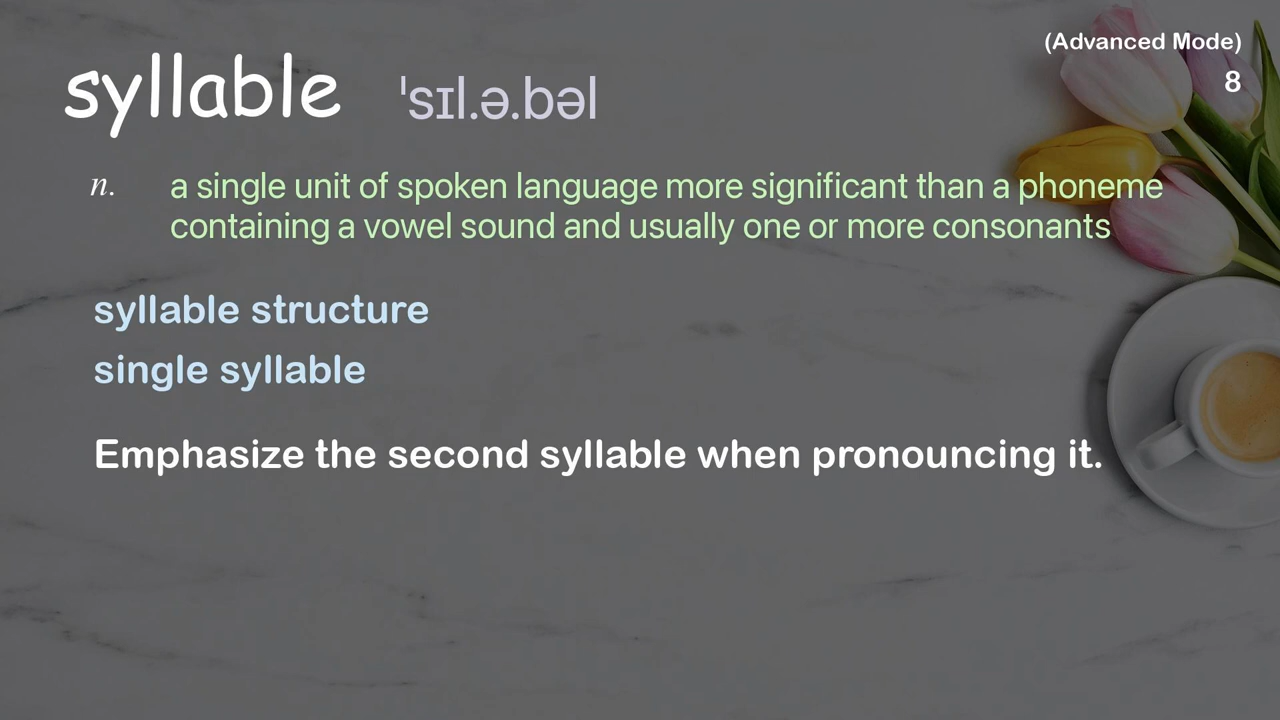 (Advanced Mode)
8
syllable ˈsɪl.ə.bəl
n. a single unit of spoken language more significant than a phoneme
containing a vowel sound and usually one or more consonants
syllable structure
single syllable
Emphasize the second syllable when pronouncing it.